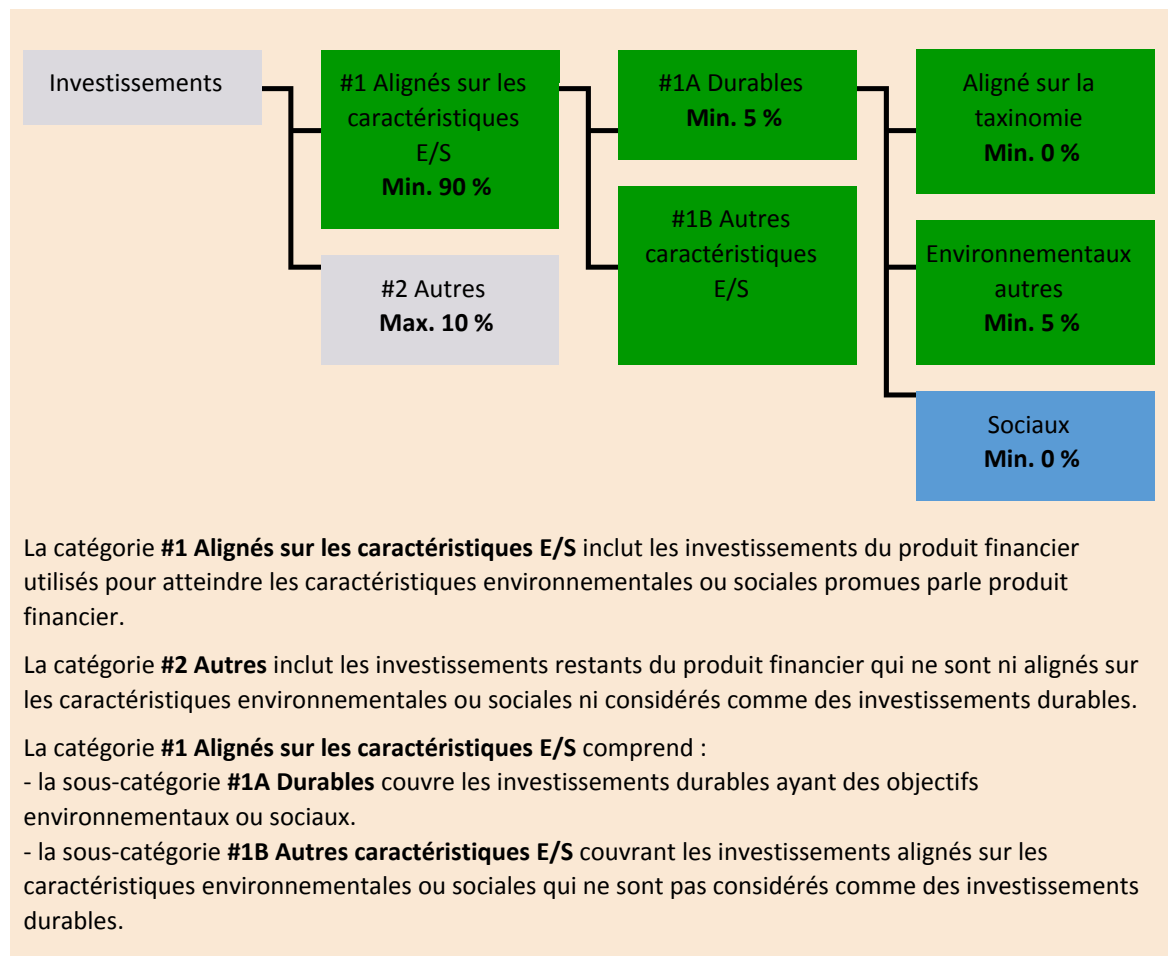 Investissements
#1 Alignés sur les
caractéristiques
E/S
Min. 90 %
#2 Autres
Max. 10 %
#1A Durables
Min. 5 %
#1B Autres
caractéristiques
E/S
Aligné sur la
taxinomie
Min. 0 %
Environnementaux
autres
Min. 5 %
Sociaux
Min. 0 %
La catégorie #1 Alignés sur les caractéristiques E/S inclut les investissements du produit financier
utilisés pour atteindre les caractéristiques environnementales ou sociales promues parle produit
financier.
La catégorie #2 Autres inclut les investissements restants du produit financier qui ne sont ni alignés sur
les caractéristiques environnementales ou sociales ni considérés comme des investissements durables.
La catégorie #1 Alignés sur les caractéristiques E/S comprend :
- la sous-catégorie #1A Durables couvre les investissements durables ayant des objectifs
environnementaux ou sociaux.
- la sous-catégorie #1B Autres caractéristiques E/S couvrant les investissements alignés sur les
caractéristiques environnementales ou sociales qui ne sont pas considérés comme des investissements
durables.